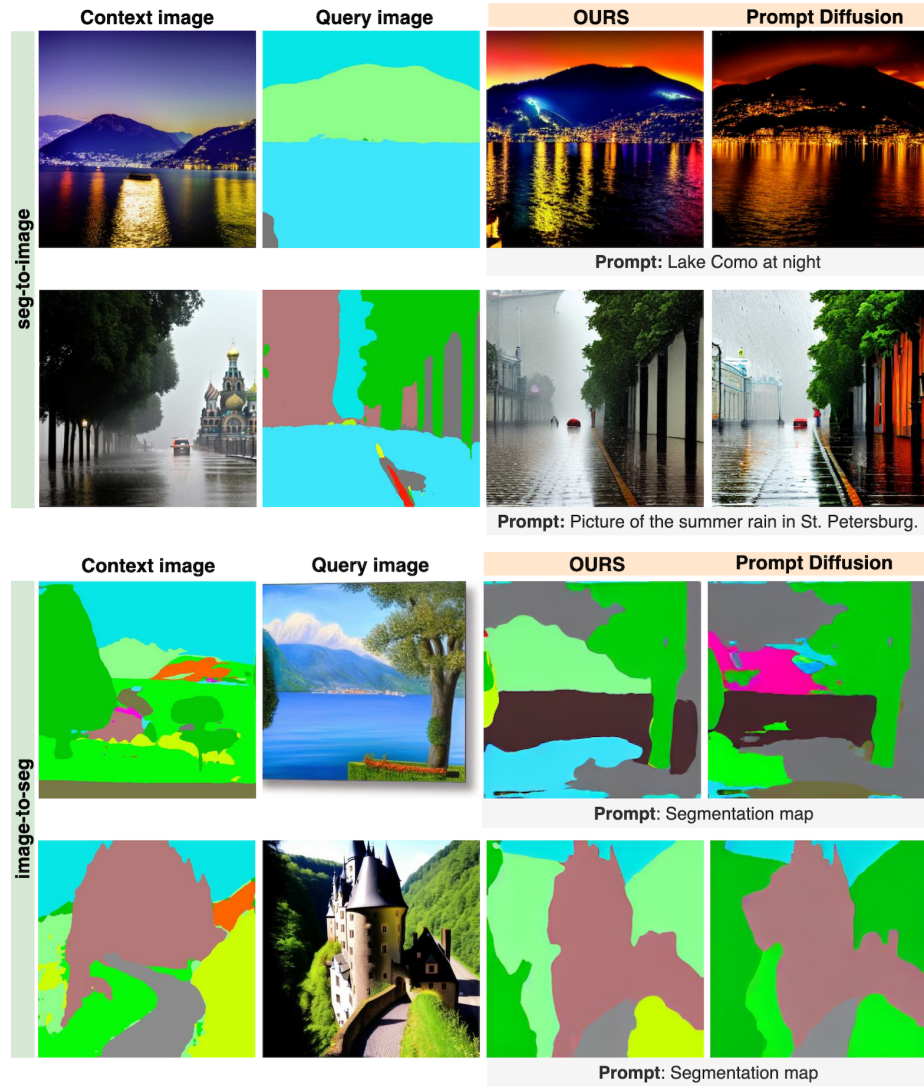 Context image Query image OURS Prompt Diffusion
seg-to-image
Prompt: Lake Como at night
Prompt: Picture of the summer rain in St. Petersburg.
Context image Query image OURS Prompt Diffusion
image-to-seg
Prompt: Segmentation map
Prompt: Segmentation map